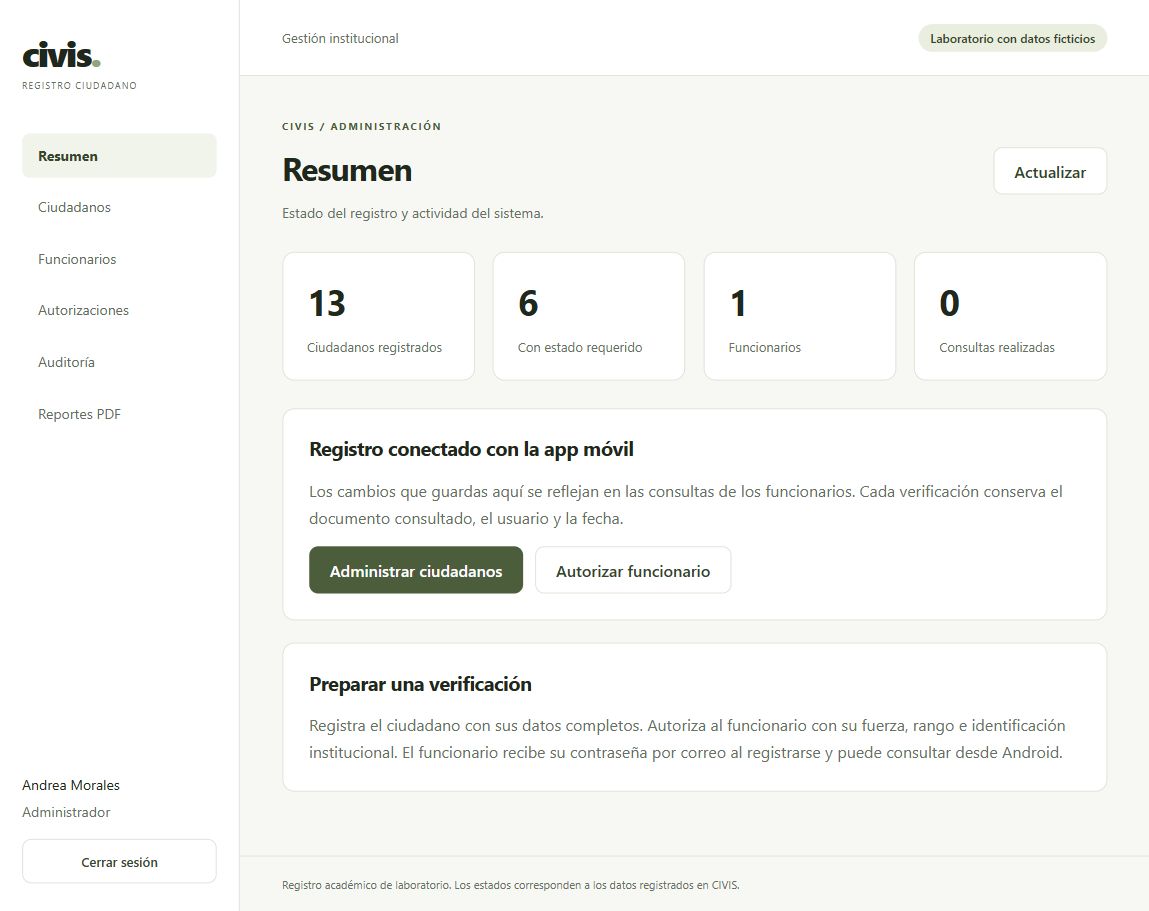 civis.
REGISTRO CIUDADANO
Resumen
Ciudadanos
Funcionarios
Autorizaciones
Auditoría
Reportes PDF
Andrea Morales
Administrador
Cerrar sesión
Gestión institucional
Laboratorio con datos ficticios
CIVIS / ADMINISTRACIÓN
Resumen
Actualizar
Estado del registro y actividad del sistema.
13
Ciudadanos registrados
6
Con estado requerido
1
Funcionarios
0
Consultas realizadas
Registro conectado con la app móvil
Los cambios que guardas aquí se reflejan en las consultas de los funcionarios. Cada verificación conserva el
documento consultado, el usuario y la fecha.
Administrar ciudadanos
Autorizar funcionario
Preparar una verificación
Registra el ciudadano con sus datos completos. Autoriza al funcionario con su fuerza, rango e identificación
institucional. El funcionario recibe su contraseña por correo al registrarse y puede consultar desde Android.
Registro académico de laboratorio. Los estados corresponden a los datos registrados en CIVIS.